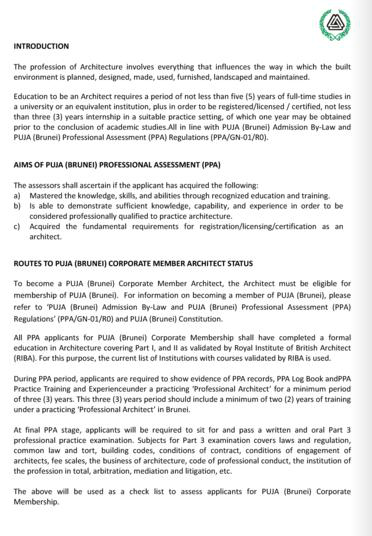 INTRODUCTION
The profession of Architecture involves everything that influences the way in which the built
environment is planned, designed, made, used, furnished, landscaped and maintained.
Education to be an Architect requires a period of not less than five (5) years of full-time studies in
a university or an equivalent institution, plus in order to be registered/licensed / certified, not less
than three (3) years internship in a suitable practice setting, of which one year may be obtained
prior to the conclusion of academic studies.All in line with PUJA (Brunei) Admission By-Law and
PUJA (Brunei) Professional Assessment (PPA) Regulations (PPA/GN-01/R0).
AIMS OF PUJA (BRUNEI) PROFESSIONAL ASSESSMENT (PPA)
The assessors shall ascertain if the applicant has acquired the following:
a) Mastered the knowledge, skills, and abilities through recognized education and training.
b) Is able to demonstrate sufficient knowledge, capability, and experience in order to be
considered professionally qualified to practice architecture.
c) Acquired the fundamental requirements for registration/licensing/certification as an
architect.
ROUTES TO PUJA (BRUNEI) CORPORATE MEMBER ARCHITECT STATUS
To become a PUJA (Brunei) Corporate Member Architect, the Architect must be eligible for
membership of PUJA (Brunei). For information on becoming a member of PUJA (Brunei), please
refer to 'PUJA (Brunei) Admission By-Law and PUJA (Brunei) Professional Assessment (PPA)
Regulations' (PPA/GN-01/R0) and PUJA (Brunei) Constitution.
All PPA applicants for PUJA (Brunei) Corporate Membership shall have completed a formal
education in Architecture covering Part I, and II as validated by Royal Institute of British Architect
(RIBA). For this purpose, the current list of Institutions with courses validated by RIBA is used.
During PPA period, applicants are required to show evidence of PPA records, PPA Log Book andPPA
Practice Training and Experienceunder a practicing 'Professional Architect' for a minimum period
of three (3) years. This three (3) years period should include a minimum of two (2) years of training
under a practicing 'Professional Architect' in Brunei.
At final PPA stage, applicants will be required to sit for and pass a written and oral Part 3
professional practice examination. Subjects for Part 3 examination covers laws and regulation,
common law and tort, building codes, conditions of contract, conditions of engagement of
architects, fee scales, the business of architecture, code of professional conduct, the institution of
the profession in total, arbitration, mediation and litigation, etc.
The above will be used as a check list to assess applicants for PUJA (Brunei) Corporate
Membership.